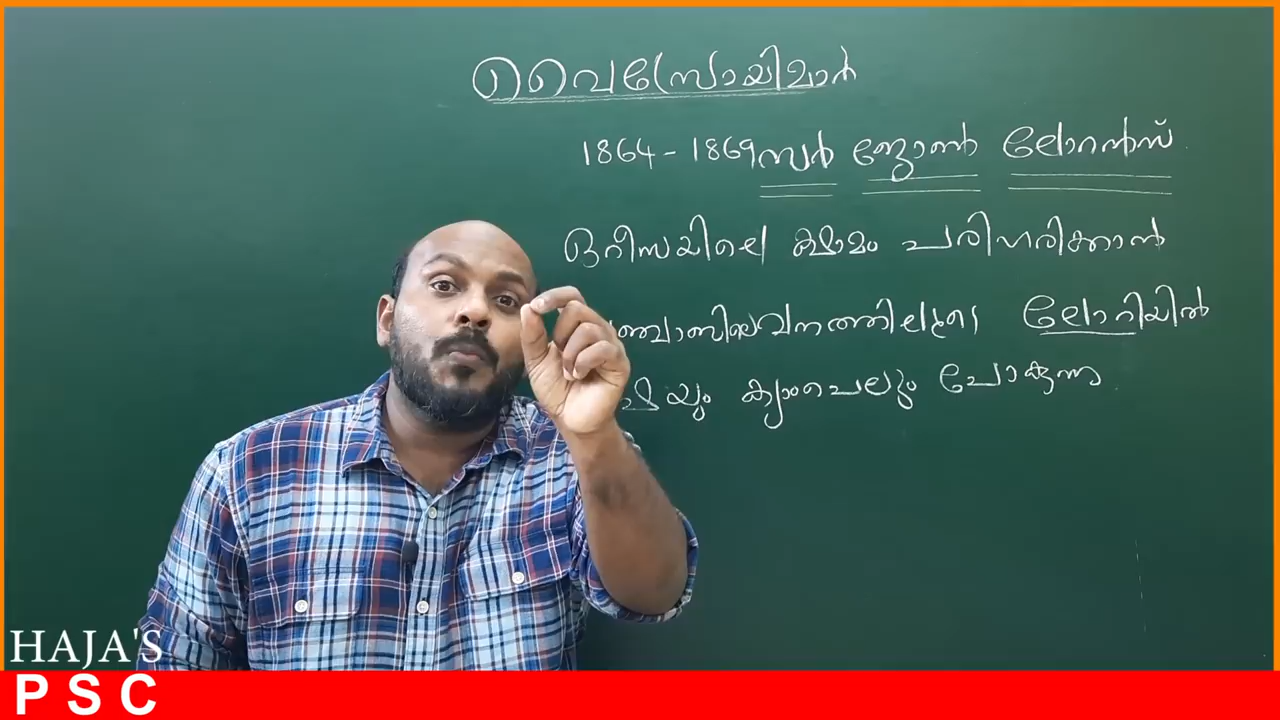 വൈസ്രോയിമാർ
1864 - 1869 സർ ജോൺ ലോറൻസ്
ഒറീസയിലെ ക്ഷാമം പരിഹരിക്കാൻ
ലോറിയിൽ
ക്യാംപെലും പോകുന്നു
HAJA'S
PSC